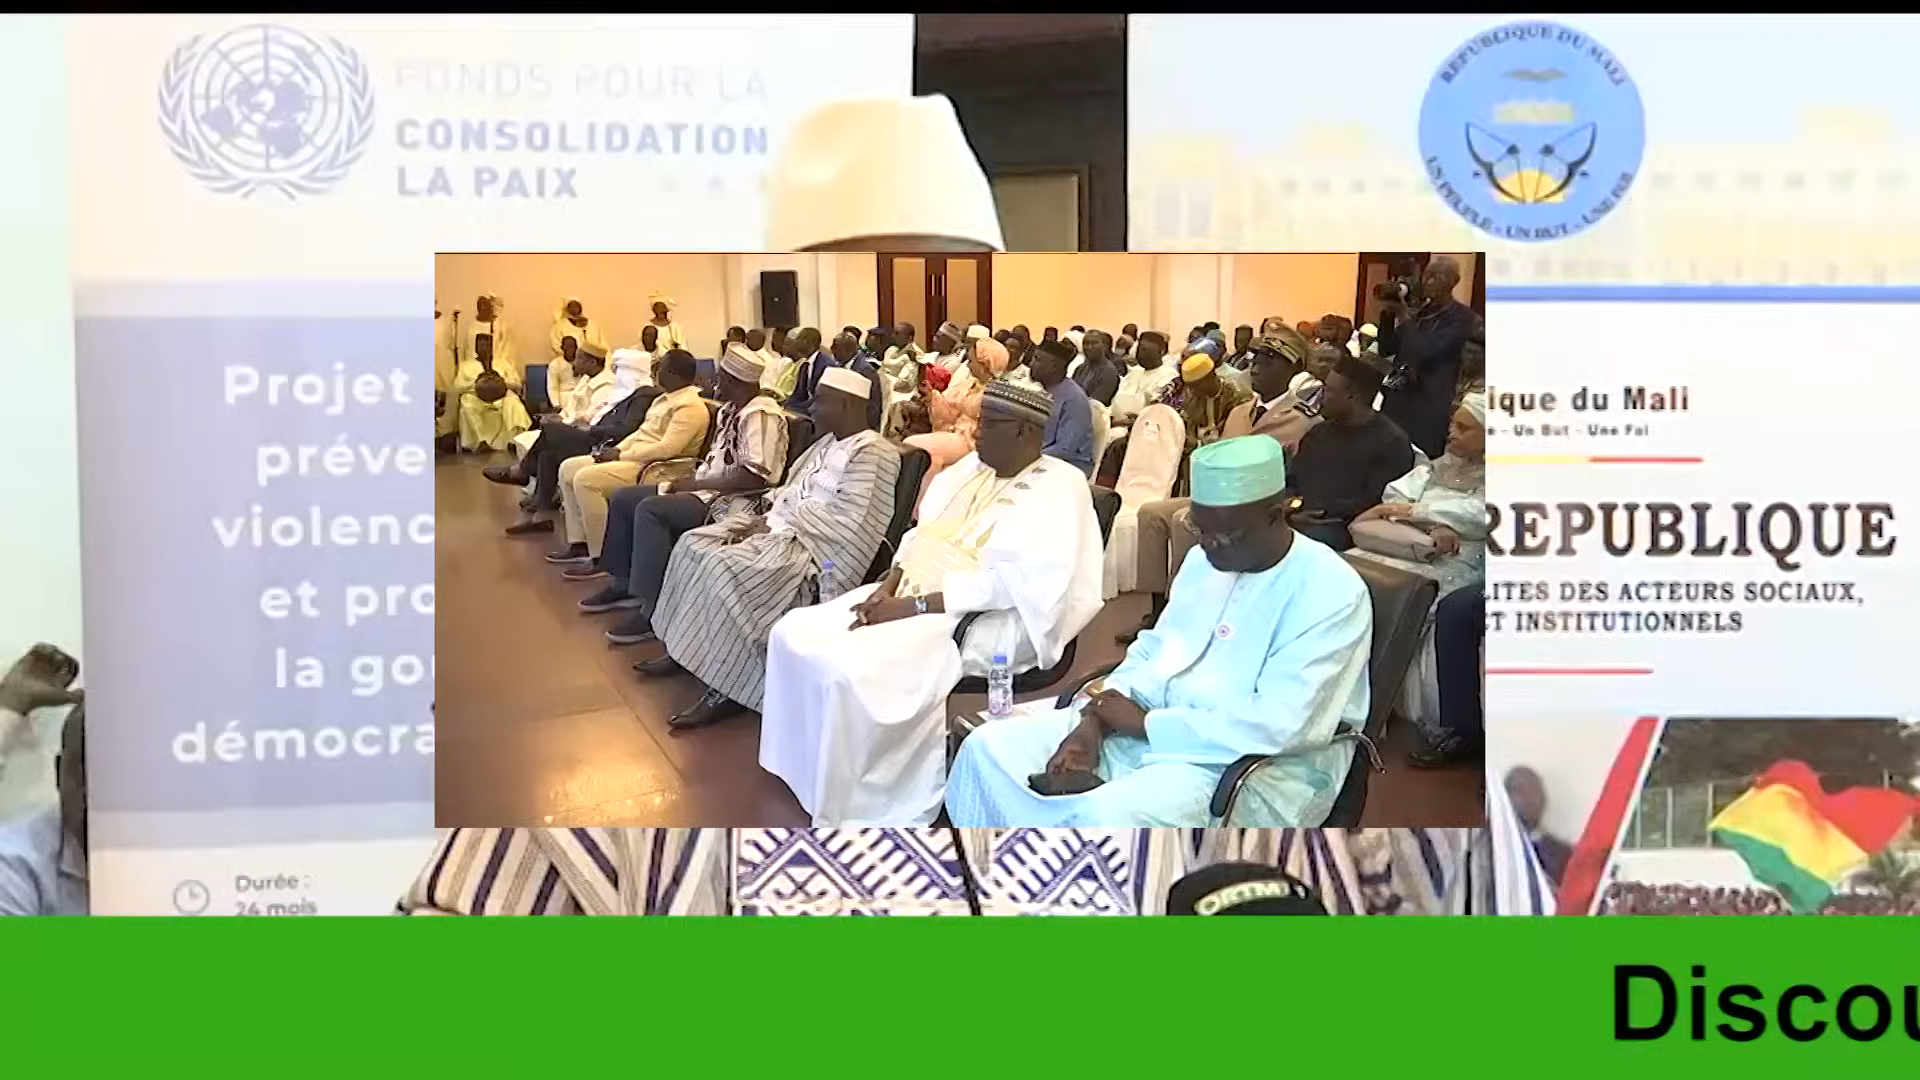 FONDS POUR LA
CONSOLIDATION
LA PAIX
Projet
préve
violenc
et pro
la gou
démocra
Durée :
24 mois
REPUBLIQUE DU MALI
UN PEUPLE - UN BUT - UNE FOI
ique du Mali
e - Un But - Une Foi
REPUBLIQUE
LITES DES ACTEURS SOCIAUX,
ET INSTITUTIONNELS
ORTM
Discou